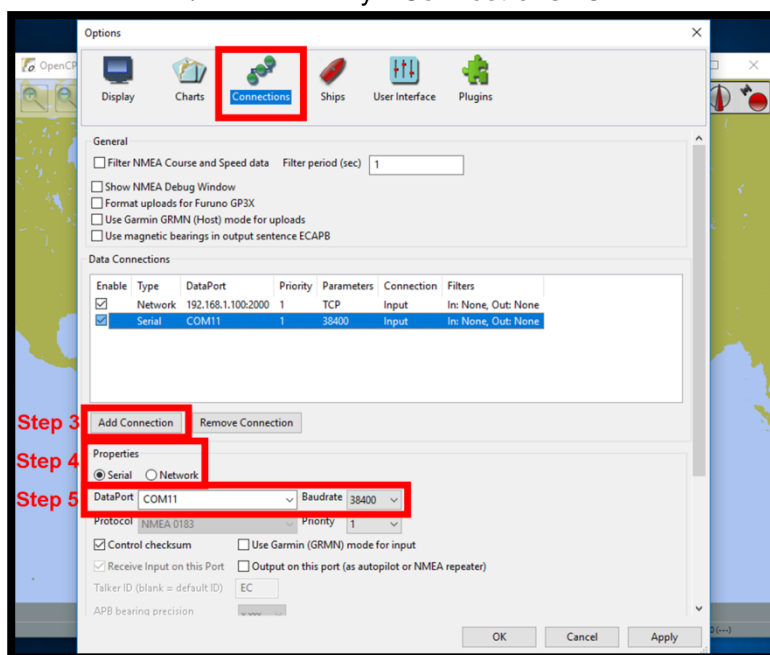 Options
OpenCP
Display Charts Connections Ships User Interface Plugins
General
Filter NMEA Course and Speed data Filter period (sec) 1
Show NMEA Debug Window
Format uploads for Furuno GP3X
Use Garmin GRMN (Host) mode for uploads
Use magnetic bearings in output sentence ECAPB
Data Connections
Enable Type DataPort Priority Parameters Connection Filters
Network 192.168.1.100:2000 1 TCP Input In: None, Out: None
Serial COM11 1 38400 Input In: None, Out: None
Step 3 Add Connection Remove Connection
Properties
Step 4 Serial Network
Step 5 DataPort COM11 Baudrate 38400
Protocol NMEA 0183 Priority 1
Control checksum Use Garmin (GRMN) mode for input
Receive Input on this Port Output on this port (as autopilot or NMEA repeater)
Talker ID (blank = default ID) EC
APB bearing precision
OK Cancel Apply